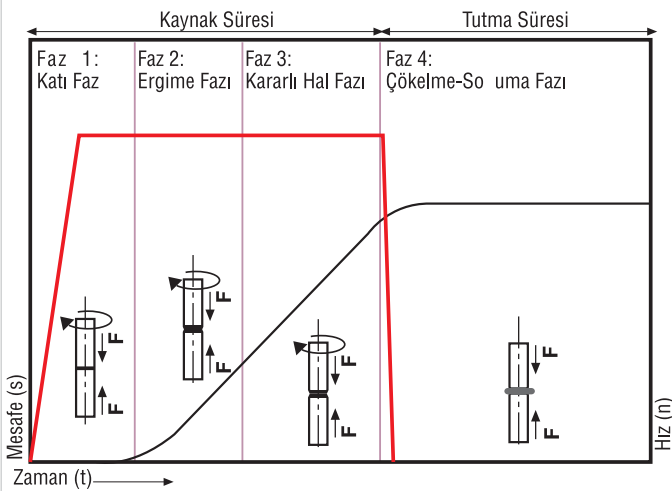 Kaynak Süresi
Tutma Süresi
Faz 1:
Katı Faz
Faz 2:
Ergime Fazı
Faz 3:
Kararlı Hal Fazı
Faz 4:
Çökelme-So uma Fazı
F
F
F
F
F
F
F
F
Mesafe (s)
Hız (n)
Zaman (t)